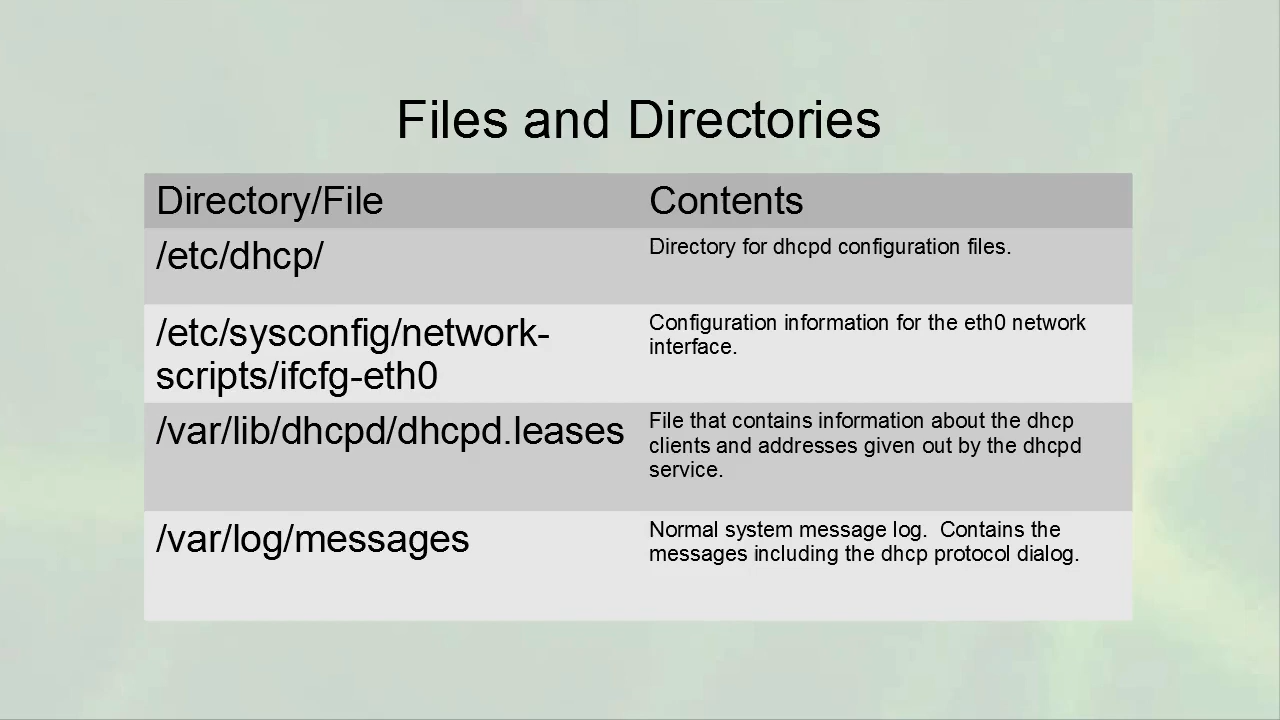 Files and Directories
Directory/File
Contents
/etc/dhcp/
Directory for dhcpd configuration files.
/etc/sysconfig/network-
scripts/ifcfg-eth0
Configuration information for the eth0 network
interface.
/var/lib/dhcpd/dhcpd.leases
File that contains information about the dhcp
clients and addresses given out by the dhcpd
service.
/var/log/messages
Normal system message log.  Contains the
messages including the dhcp protocol dialog.